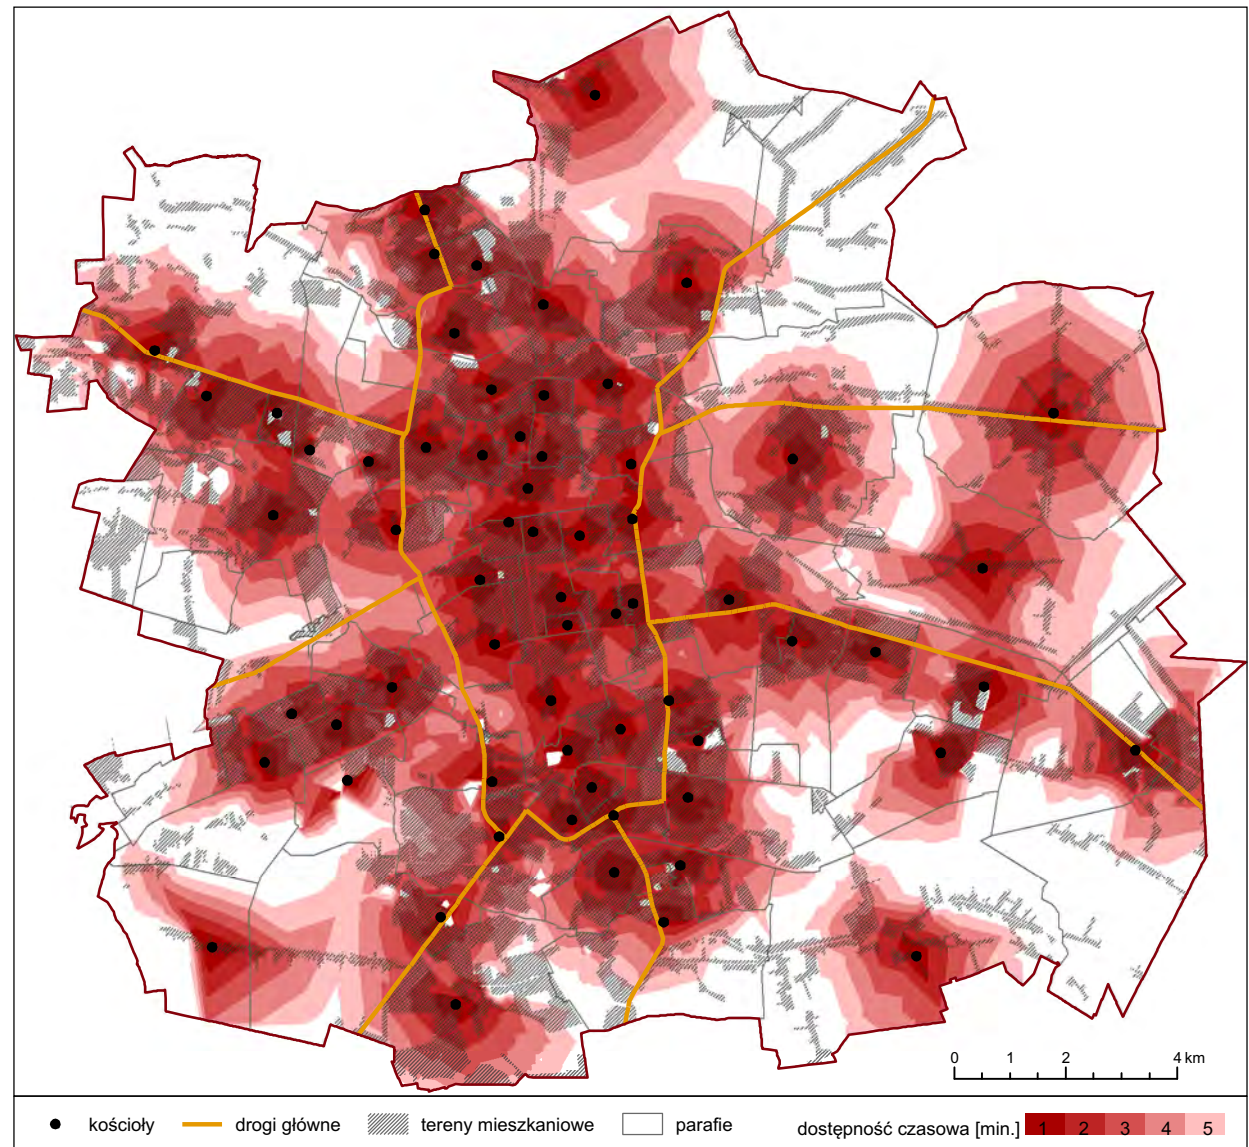 0 1 2 4 km
kościoły drogi główne tereny mieszkaniowe parafie dostępność czasowa [min.] 1 2 3 4 5